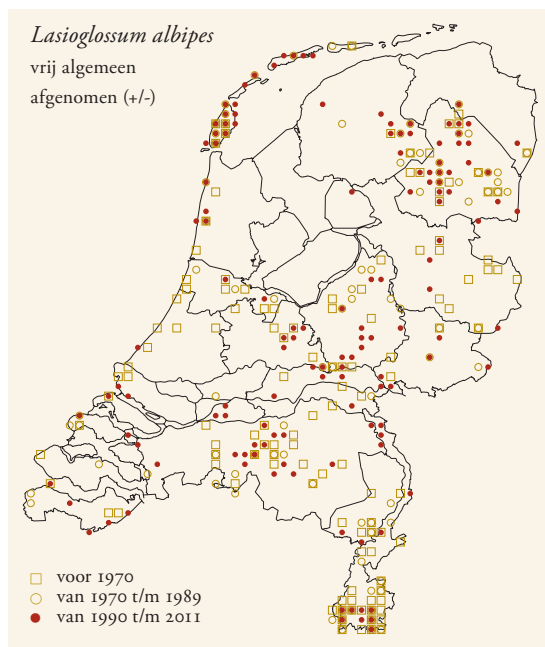 Lasioglossum albipes
vrij algemeen
afgenomen (+/-)
voor 1970
van 1970 t/m 1989
van 1990 t/m 2011